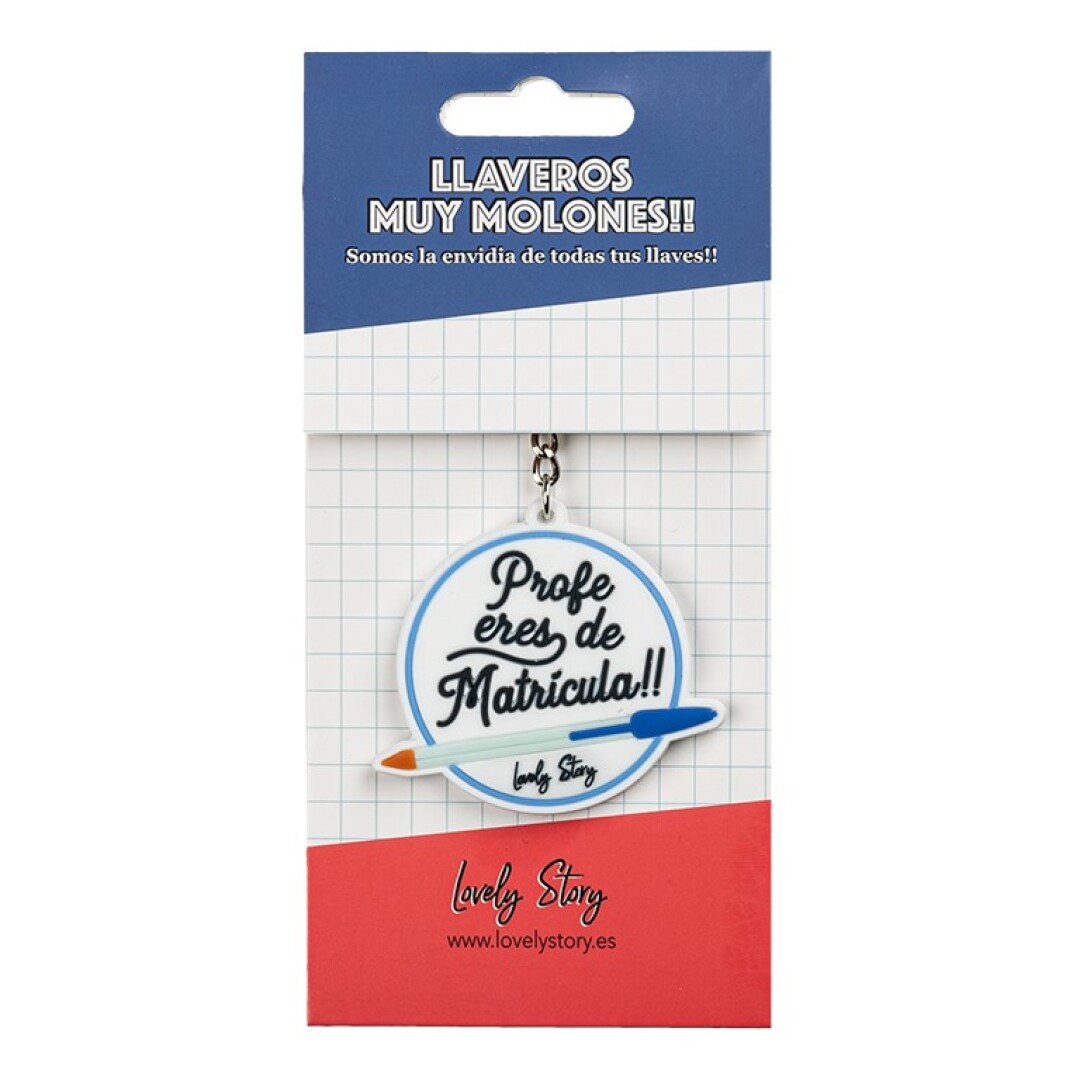 LLAVEROS
MUY MOLONES!!
Somos la envidia de todas tus llaves!!
Profe
eres de
Matrícula!!
Lovely Story
Lovely Story
www.lovelystory.es